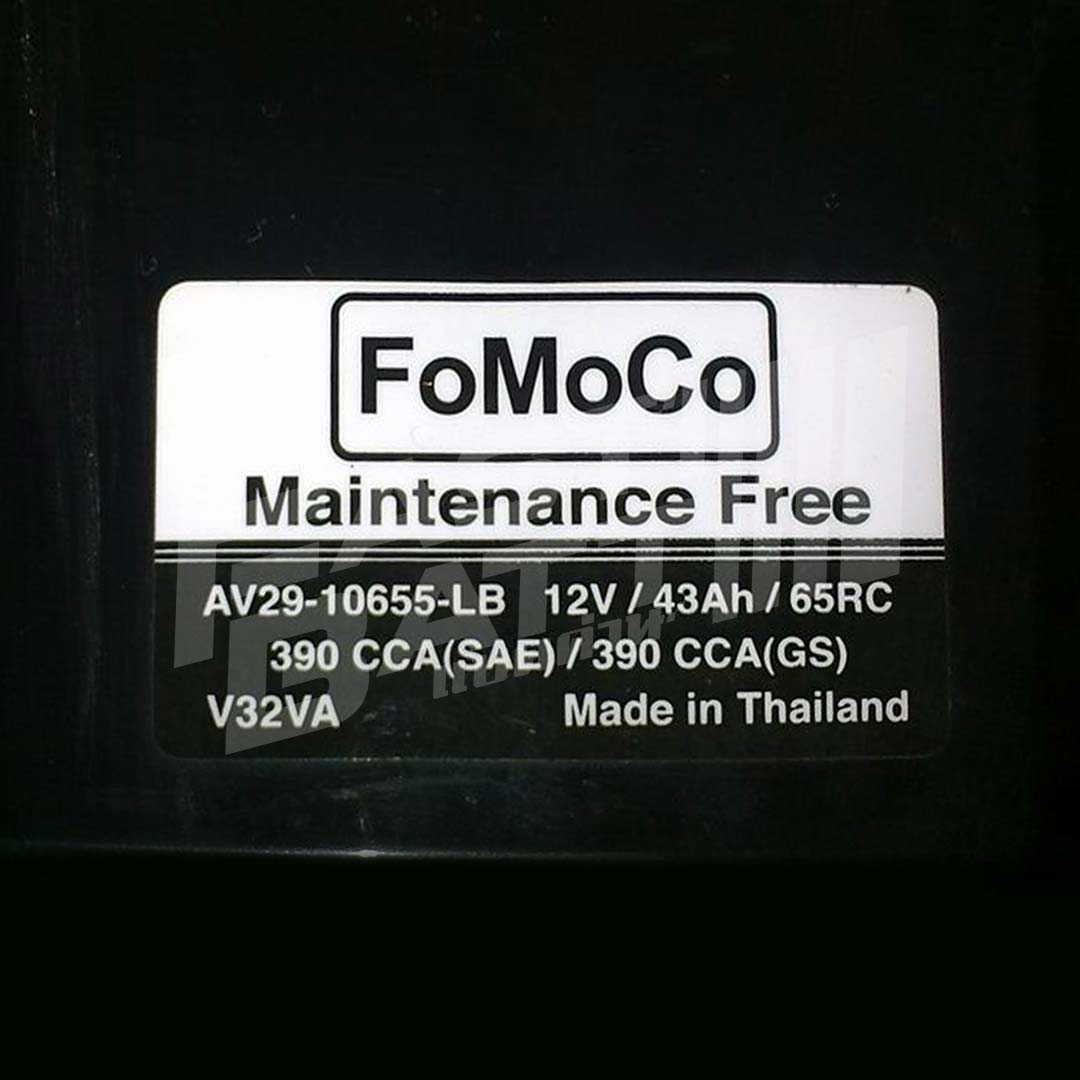 FoMoCo
Maintenance Free
AV29-10655-LB 12V / 43Ah / 65RC
390 CCA(SAE) / 390 CCA(GS)
V32VA Made in Thailand